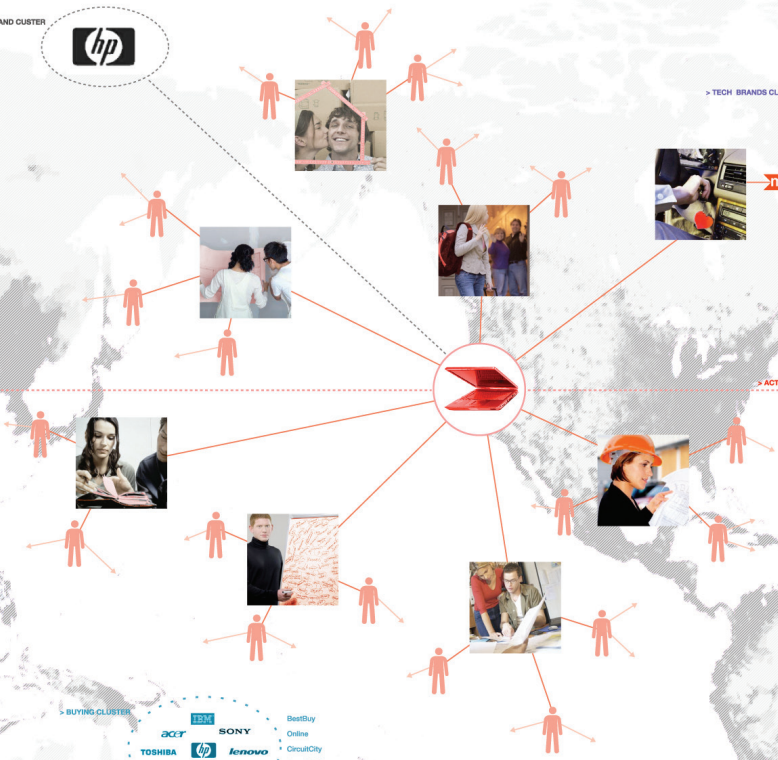 AND CUSTER
hp
> TECH BRANDS CL
> ACT
> BUYING CLUSTER
IBM
acer
SONY
TOSHIBA
hp
lenovo
BestBuy
Online
CircuitCity